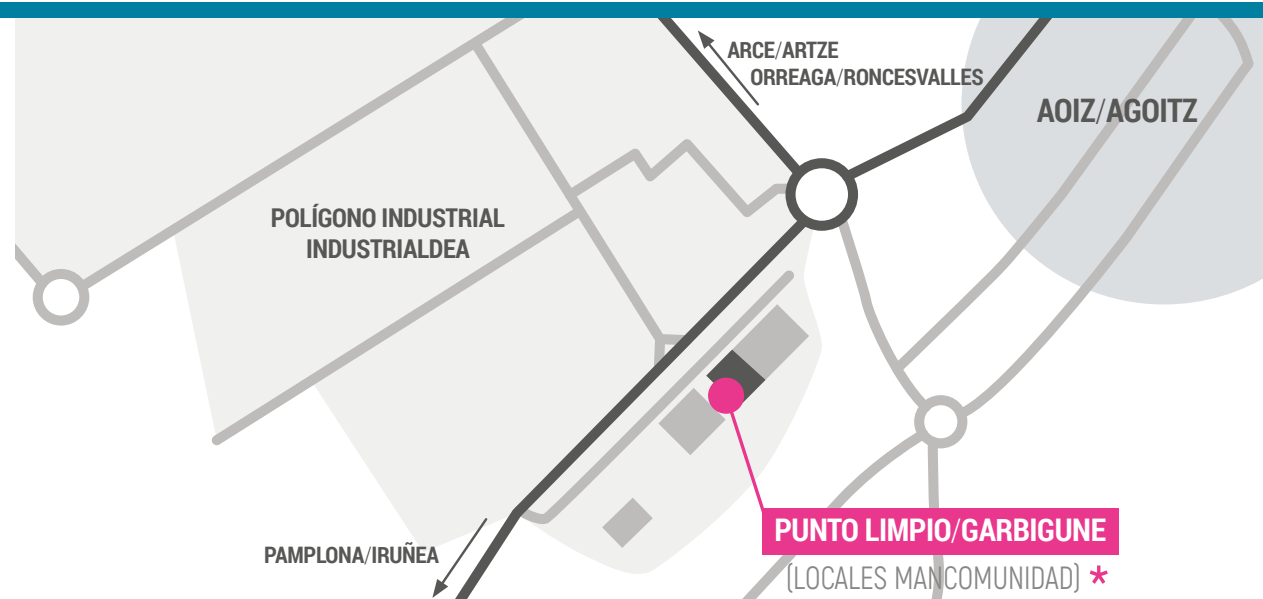 ARCE/ARTZE
ORREAGA/RONCESVALLES
AOIZ/AGOITZ
POLÍGONO INDUSTRIAL
INDUSTRIALDEA
PAMPLONA/IRUÑEA
PUNTO LIMPIO/GARBIGUNE
(LOCALES MANCOMUNIDAD) *